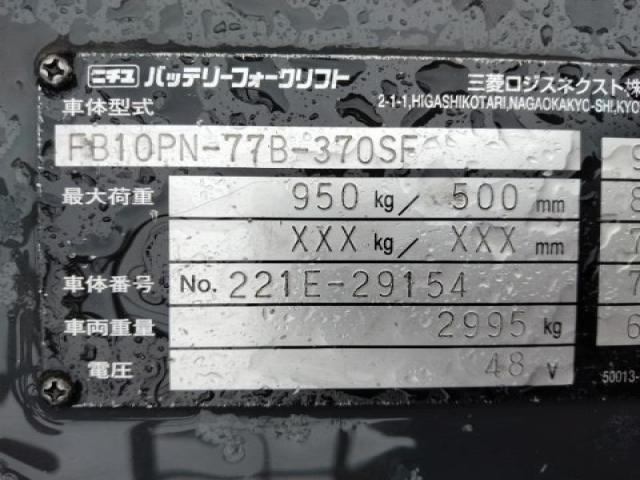 ニチユ バッテリーフォークリフト 三菱ロジスネクスト株
2-1-1,HIGASHIKOTARI,NAGAOKAKYO-SHI,KYO
車体型式
FB10PN-77B-370SF
最大荷重 950 kg/ 500 mm
XXX kg/ XXX mm
車体番号 No. 221E-29154
車両重量 2995 kg
電圧 48 V
50013-